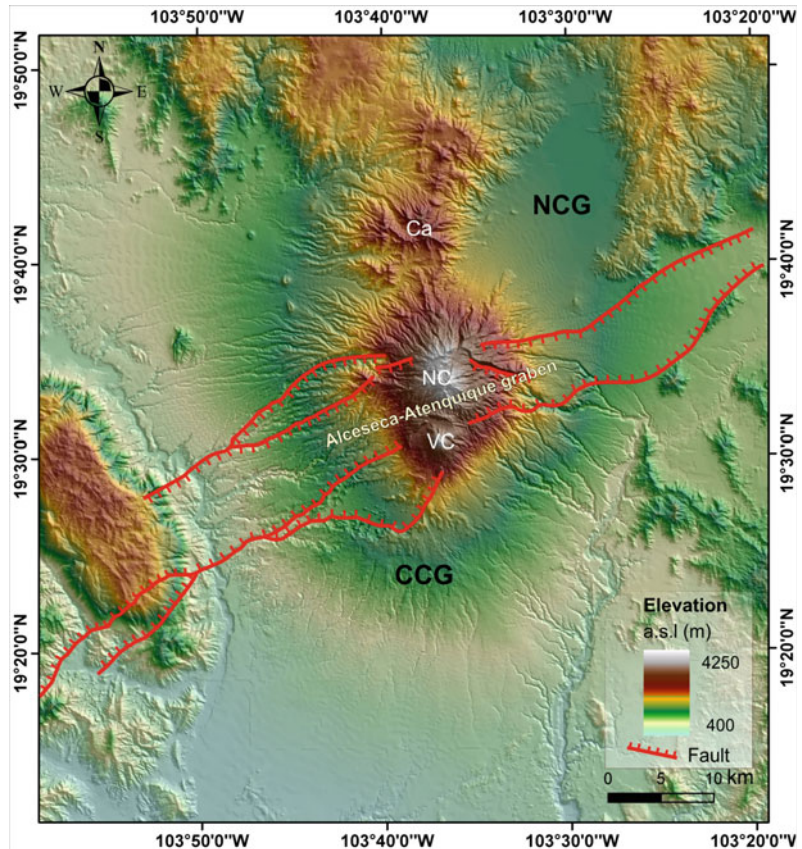 103°50'0"W
103°40'0"W
103°30'0"W
103°20'0"W
19°50'0"N
19°40'0"N
19°30'0"N
19°20'0"N
N
W
E
S
Ca
NCG
NC
Alceseca-Atenquique graben
VC
CCG
19°40'0"N
19°30'0"N
19°20'0"N
Elevation
a.s.l (m)
4250
400
Fault
0 5 10 km
103°50'0"W
103°40'0"W
103°30'0"W
103°20'0"W